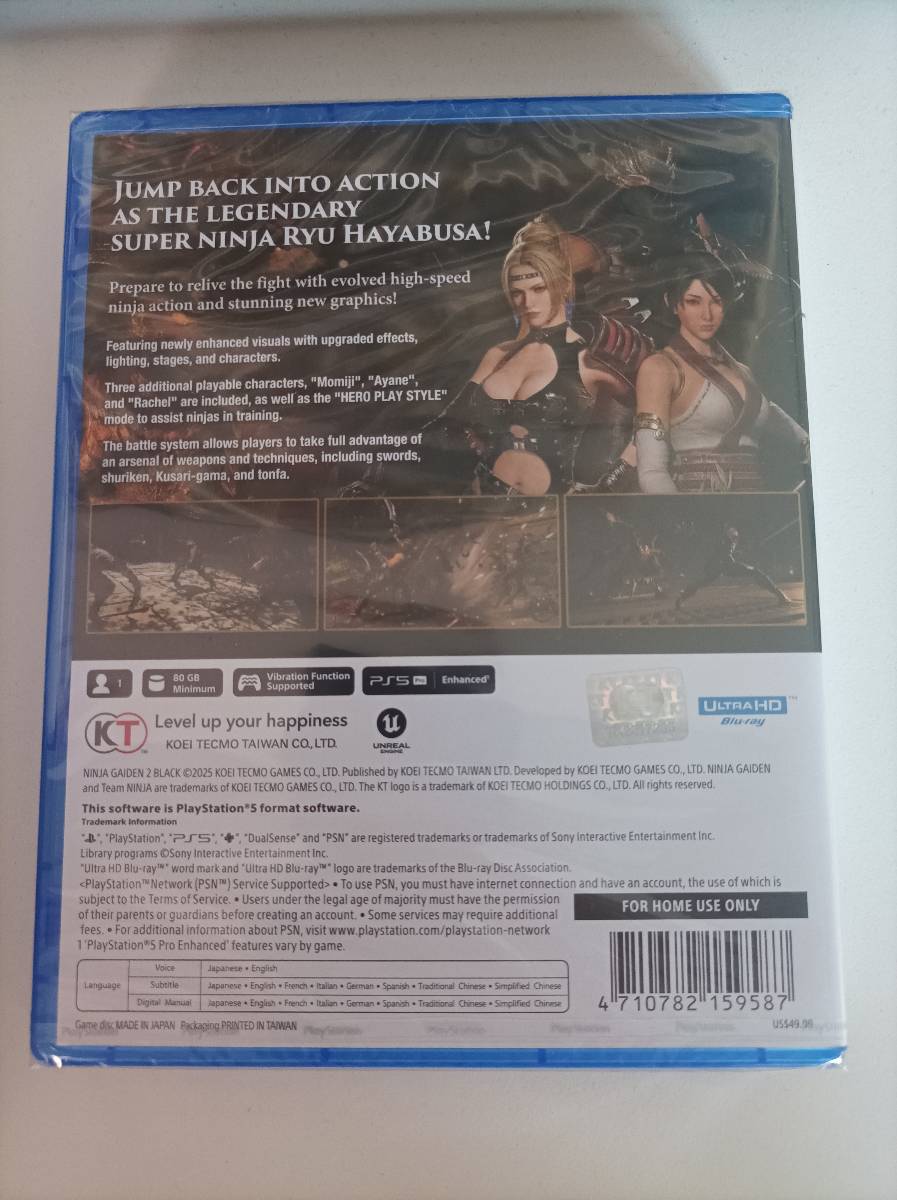 JUMP BACK INTO ACTION
AS THE LEGENDARY
SUPER NINJA RYU HAYABUSA!
Prepare to relive the fight with evolved high-speed
ninja action and stunning new graphics!
Featuring newly enhanced visuals with upgraded effects,
lighting, stages, and characters.
Three additional playable characters, "Momiji", "Ayane",
and "Rachel" are included, as well as the "HERO PLAY STYLE"
mode to assist ninjas in training.
The battle system allows players to take full advantage of
an arsenal of weapons and techniques, including swords,
shuriken, Kusari-gama, and tonfa.
1
80 GB
Minimum
Vibration Function
Supported
PS5 Pro Enhanced¹
KT™
Level up your happiness
KOEI TECMO TAIWAN CO., LTD.
UNREAL
ENGINE
ULTRA HD™
Blu-ray
NINJA GAIDEN 2 BLACK ©2025 KOEI TECMO GAMES CO., LTD. Published by KOEI TECMO TAIWAN LTD. Developed by KOEI TECMO GAMES CO., LTD. NINJA GAIDEN
and Team NINJA are trademarks of KOEI TECMO GAMES CO., LTD. The KT logo is a trademark of KOEI TECMO HOLDINGS CO., LTD. All rights reserved.
This software is PlayStation®5 format software.
Trademark Information
" ", "PlayStation", "PS5", " ", "DualSense" and "PSN" are registered trademarks or trademarks of Sony Interactive Entertainment Inc.
Library programs ©Sony Interactive Entertainment Inc.
"Ultra HD Blu-ray™" word mark and "Ultra HD Blu-ray™" logo are trademarks of the Blu-ray Disc Association.
<PlayStation™Network (PSN™) Service Supported> • To use PSN, you must have internet connection and have an account, the use of which is
subject to the Terms of Service. • Users under the legal age of majority must have the permission
of their parents or guardians before creating an account. • Some services may require additional
fees. • For additional information about PSN, visit www.playstation.com/playstation-network
1 'PlayStation®5 Pro Enhanced' features vary by game.
FOR HOME USE ONLY
Language
Voice Japanese • English
Subtitle Japanese • English • French • Italian • German • Spanish • Traditional Chinese • Simplified Chinese
Digital Manual Japanese • English • French • Italian • German • Spanish • Traditional Chinese • Simplified Chinese
4 710782 159587
Game disc MADE IN JAPAN Packaging PRINTED IN TAIWAN
US$49.99